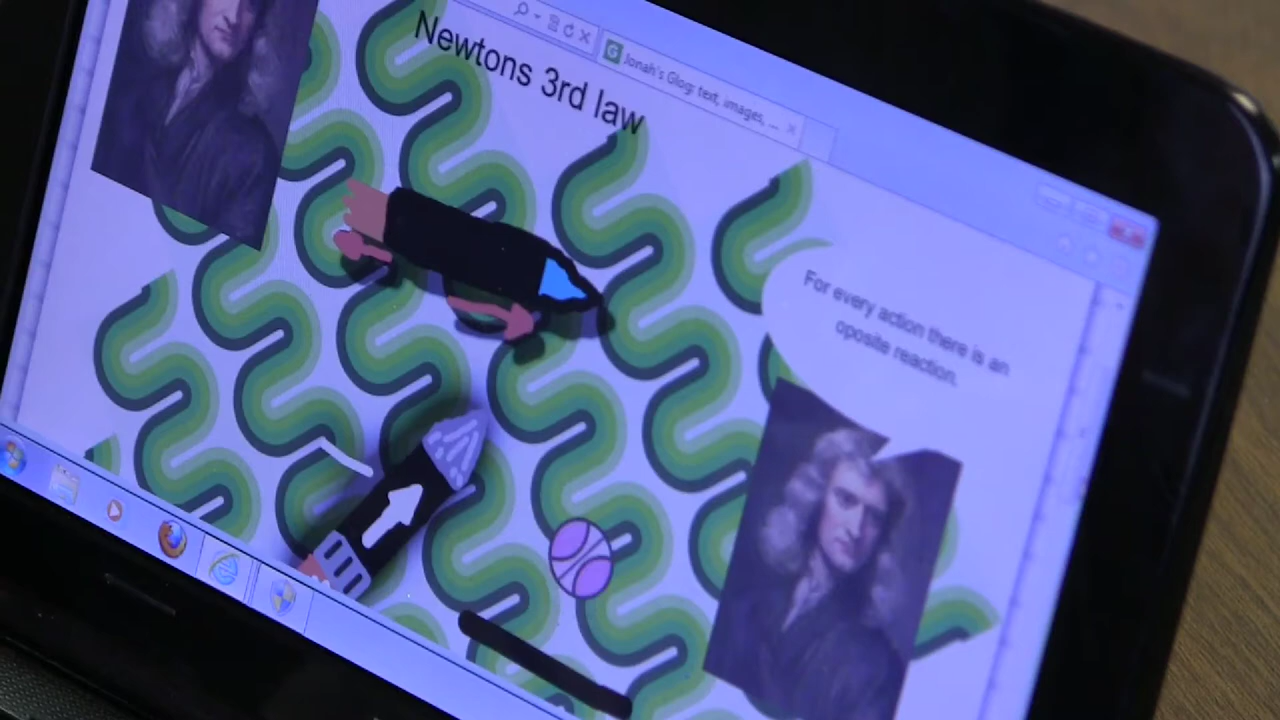 Jonah's Glog: text, images, ...
Newtons 3rd law
For every action there is an
oposite reaction.